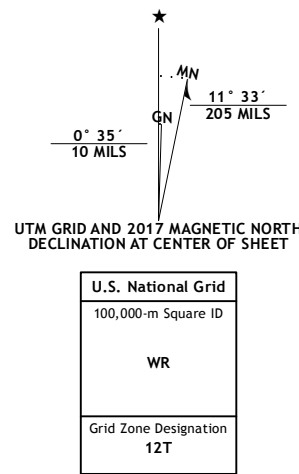 ★
MN
GN
11° 33´
205 MILS
0° 35´
10 MILS
UTM GRID AND 2017 MAGNETIC NORTH
DECLINATION AT CENTER OF SHEET
U.S. National Grid
100,000-m Square ID
WR
Grid Zone Designation
12T